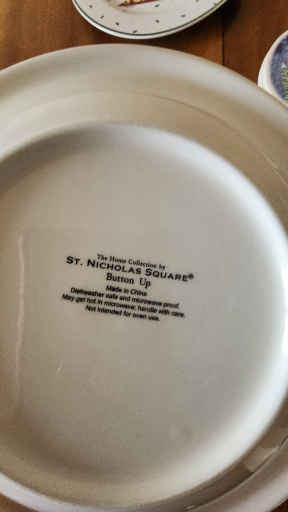 The Home Collection by
ST. NICHOLAS SQUARE®
Button Up
Made in China
Dishwasher safe and microwave proof.
May get hot in microwave; handle with care.
Not intended for oven use.